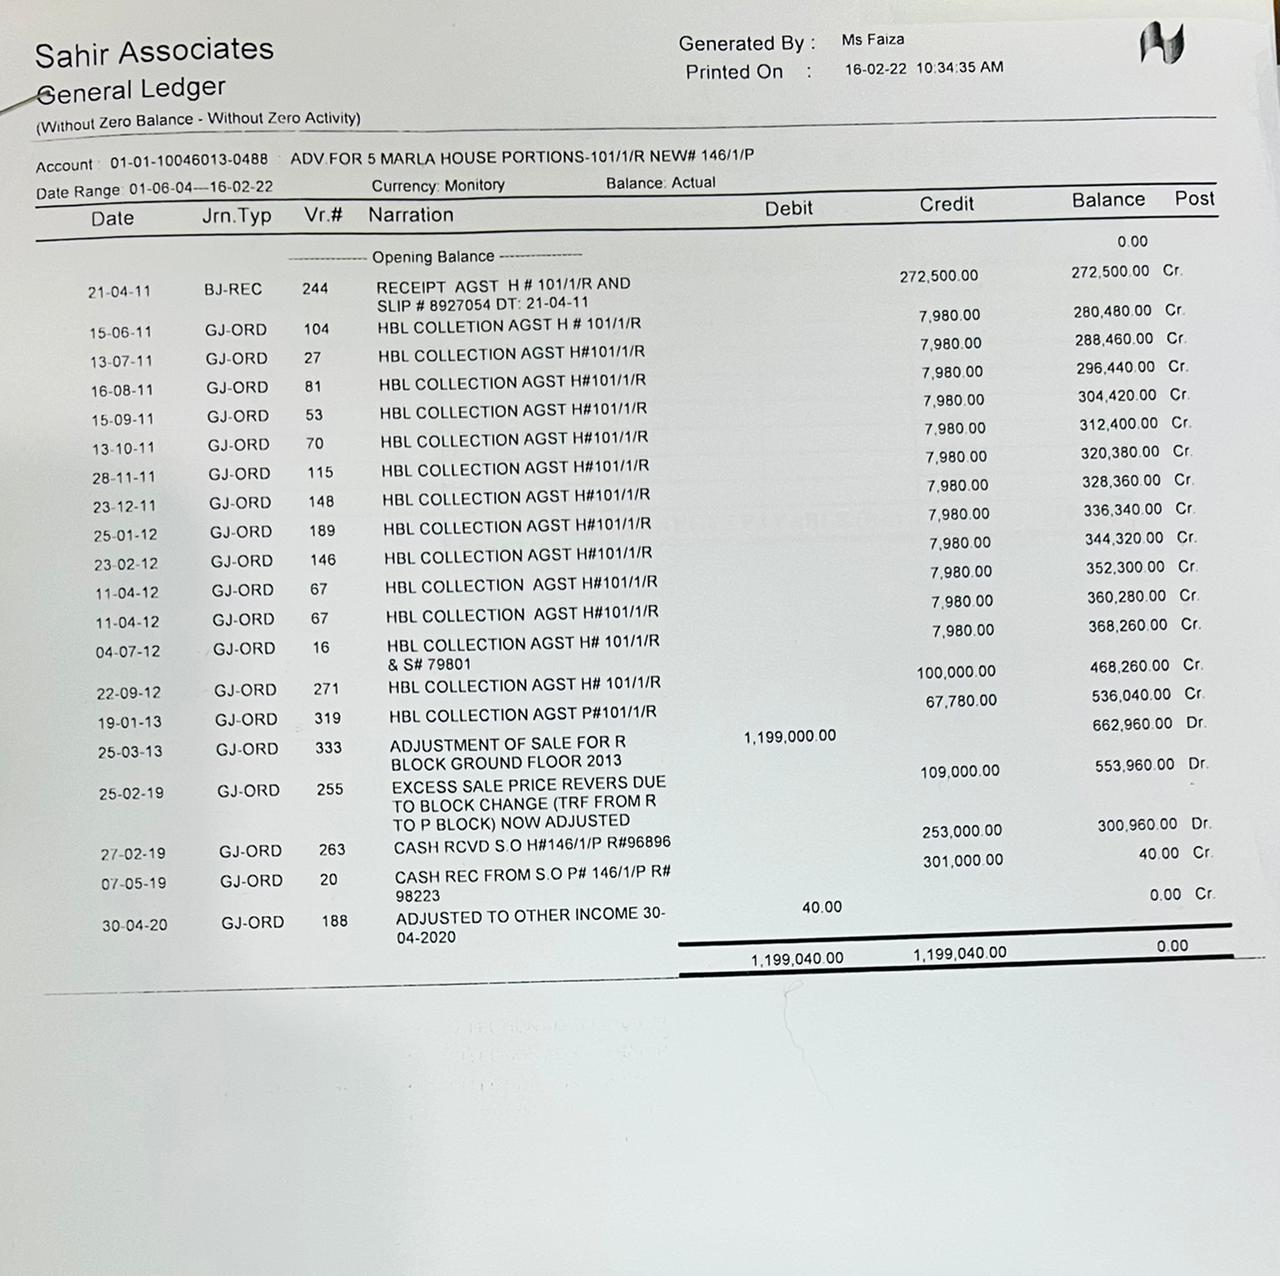 Sahir Associates
General Ledger
(Without Zero Balance - Without Zero Activity)
Generated By : Ms Faiza
Printed On : 16-02-22 10:34:35 AM
Account : 01-01-10046013-0488 ADV.FOR 5 MARLA HOUSE PORTIONS-101/1/R NEW# 146/1/P
Date Range: 01-06-04---16-02-22 Currency: Monitory Balance: Actual
Date Jrn.Typ Vr.# Narration Debit Credit Balance Post
Opening Balance 0.00
21-04-11 BJ-REC 244 RECEIPT AGST H # 101/1/R AND 272,500.00 272,500.00 Cr.
SLIP # 8927054 DT: 21-04-11
15-06-11 GJ-ORD 104 HBL COLLETION AGST H # 101/1/R 7,980.00 280,480.00 Cr.
13-07-11 GJ-ORD 27 HBL COLLECTION AGST H#101/1/R 7,980.00 288,460.00 Cr.
16-08-11 GJ-ORD 81 HBL COLLECTION AGST H#101/1/R 7,980.00 296,440.00 Cr.
15-09-11 GJ-ORD 53 HBL COLLECTION AGST H#101/1/R 7,980.00 304,420.00 Cr.
13-10-11 GJ-ORD 70 HBL COLLECTION AGST H#101/1/R 7,980.00 312,400.00 Cr.
28-11-11 GJ-ORD 115 HBL COLLECTION AGST H#101/1/R 7,980.00 320,380.00 Cr.
23-12-11 GJ-ORD 148 HBL COLLECTION AGST H#101/1/R 7,980.00 328,360.00 Cr.
25-01-12 GJ-ORD 189 HBL COLLECTION AGST H#101/1/R 7,980.00 336,340.00 Cr.
23-02-12 GJ-ORD 146 HBL COLLECTION AGST H#101/1/R 7,980.00 344,320.00 Cr.
11-04-12 GJ-ORD 67 HBL COLLECTION AGST H#101/1/R 7,980.00 352,300.00 Cr.
11-04-12 GJ-ORD 67 HBL COLLECTION AGST H#101/1/R 7,980.00 360,280.00 Cr.
04-07-12 GJ-ORD 16 HBL COLLECTION AGST H# 101/1/R 7,980.00 368,260.00 Cr.
& S# 79801
22-09-12 GJ-ORD 271 HBL COLLECTION AGST H# 101/1/R 100,000.00 468,260.00 Cr.
19-01-13 GJ-ORD 319 HBL COLLECTION AGST P#101/1/R 67,780.00 536,040.00 Cr.
25-03-13 GJ-ORD 333 ADJUSTMENT OF SALE FOR R 1,199,000.00 662,960.00 Dr.
BLOCK GROUND FLOOR 2013
25-02-19 GJ-ORD 255 EXCESS SALE PRICE REVERS DUE 109,000.00 553,960.00 Dr.
TO BLOCK CHANGE (TRF FROM R
TO P BLOCK) NOW ADJUSTED
27-02-19 GJ-ORD 263 CASH RCVD S.O H#146/1/P R#96896 253,000.00 300,960.00 Dr.
07-05-19 GJ-ORD 20 CASH REC FROM S.O P# 146/1/P R# 301,000.00 40.00 Cr.
98223
30-04-20 GJ-ORD 188 ADJUSTED TO OTHER INCOME 30- 40.00 0.00 Cr.
04-2020
1,199,040.00 1,199,040.00 0.00